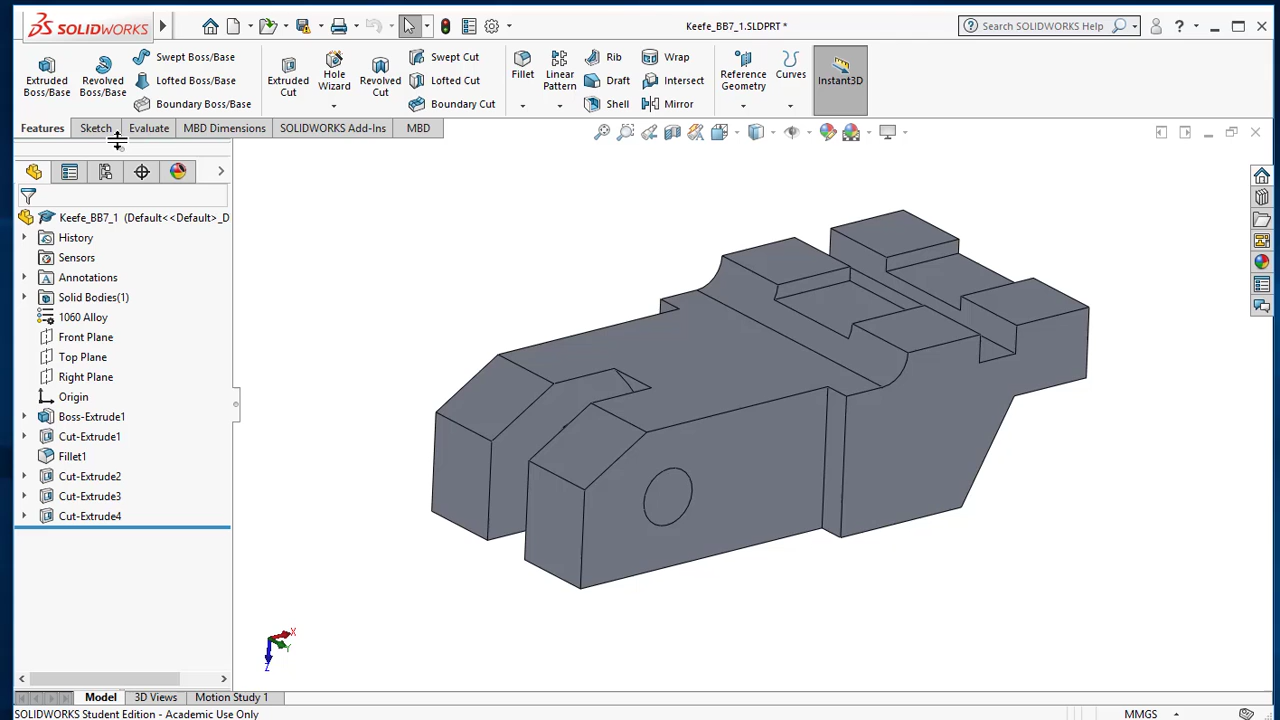 SOLIDWORKS
Keefe_BB7_1.SLDPRT *
Search SOLIDWORKS Help
?
Extruded Boss/Base
Revolved Boss/Base
Swept Boss/Base
Lofted Boss/Base
Boundary Boss/Base
Extruded Cut
Hole Wizard
Revolved Cut
Swept Cut
Lofted Cut
Boundary Cut
Fillet
Linear Pattern
Rib
Draft
Shell
Wrap
Intersect
Mirror
Reference Geometry
Curves
Instant3D
Features
Sketch
Evaluate
MBD Dimensions
SOLIDWORKS Add-Ins
MBD
Keefe_BB7_1 (Default<<Default>_D
History
Sensors
Annotations
Solid Bodies(1)
1060 Alloy
Front Plane
Top Plane
Right Plane
Origin
Boss-Extrude1
Cut-Extrude1
Fillet1
Cut-Extrude2
Cut-Extrude3
Cut-Extrude4
X
Y
Z
Model
3D Views
Motion Study 1
SOLIDWORKS Student Edition - Academic Use Only
MMGS